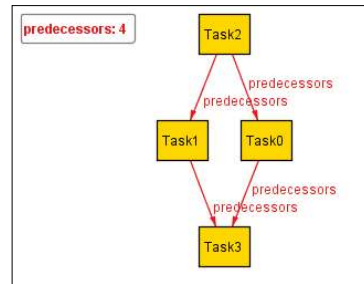 predecessors: 4
Task2
predecessors
predecessors
Task1
Task0
predecessors
predecessors
Task3